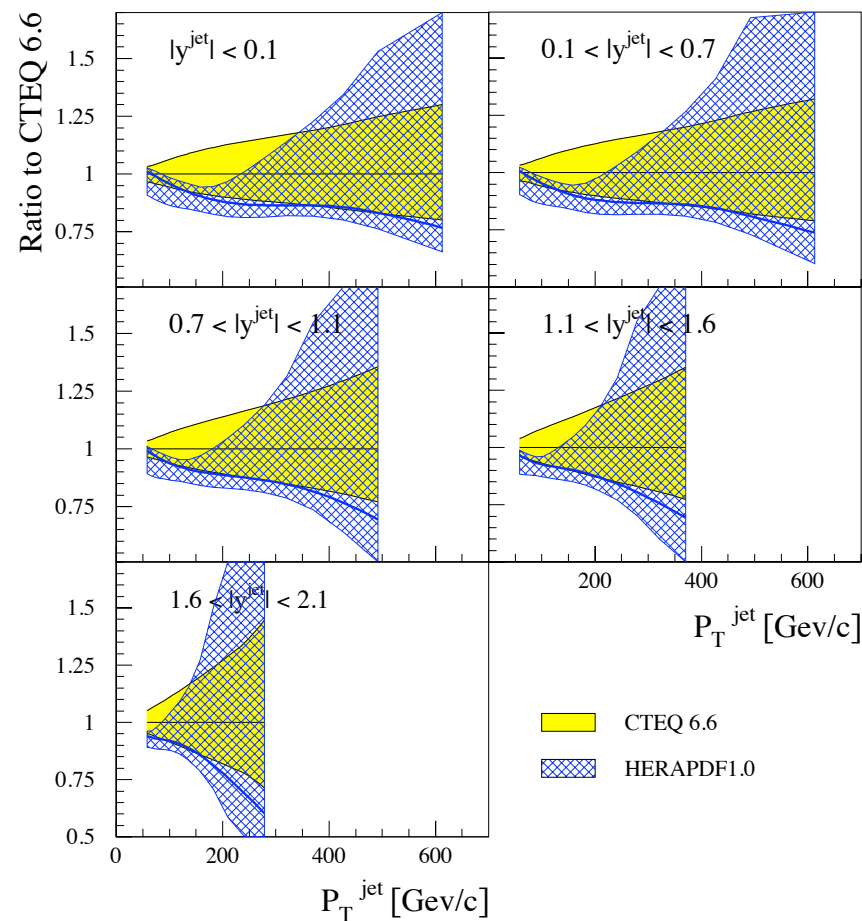 Ratio to CTEQ 6.6
|y^jet| < 0.1
0.1 < |y^jet| < 0.7
1.5
1.25
1
0.75
0.7 < |y^jet| < 1.1
1.1 < |y^jet| < 1.6
1.5
1.25
1
0.75
200 400 600
P_T^jet [Gev/c]
1.6 < |y^jet| < 2.1
1.5
1.25
1
0.75
0.5
0 200 400 600
P_T^jet [Gev/c]
CTEQ 6.6
HERAPDF1.0